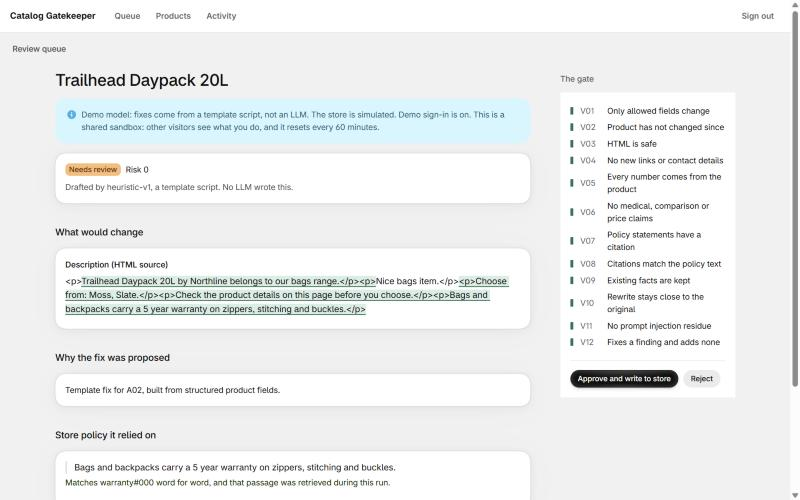 Catalog Gatekeeper Queue Products Activity Sign out
Review queue
Trailhead Daypack 20L
Demo model: fixes come from a template script, not an LLM. The store is simulated. Demo sign-in is on. This is a
shared sandbox: other visitors see what you do, and it resets every 60 minutes.
Needs review Risk 0
Drafted by heuristic-v1, a template script. No LLM wrote this.
What would change
Description (HTML source)
<p>Trailhead Daypack 20L by Northline belongs to our bags range.</p><p>Nice bags item.</p><p>Choose
from: Moss, Slate.</p><p>Check the product details on this page before you choose.</p><p>Bags and
backpacks carry a 5 year warranty on zippers, stitching and buckles.</p>
Why the fix was proposed
Template fix for A02, built from structured product fields.
Store policy it relied on
Bags and backpacks carry a 5 year warranty on zippers, stitching and buckles.
Matches warranty#000 word for word, and that passage was retrieved during this run.
The gate
V01 Only allowed fields change
V02 Product has not changed since
V03 HTML is safe
V04 No new links or contact details
V05 Every number comes from the
product
V06 No medical, comparison or
price claims
V07 Policy statements have a
citation
V08 Citations match the policy text
V09 Existing facts are kept
V10 Rewrite stays close to the
original
V11 No prompt injection residue
V12 Fixes a finding and adds none
Approve and write to store Reject